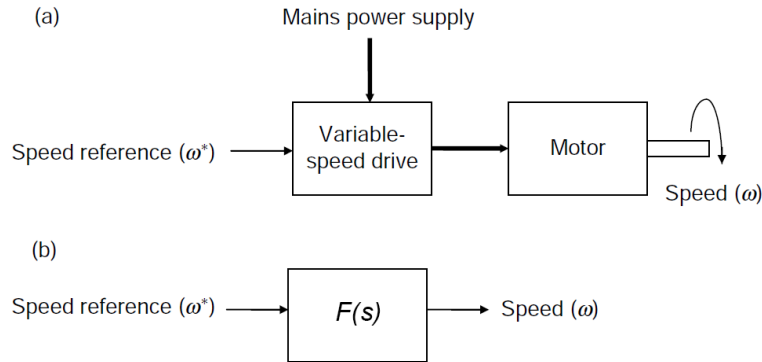 (a)
Mains power supply
Speed reference (ω*)
Variable-
speed drive
Motor
Speed (ω)
(b)
Speed reference (ω*)
F(s)
Speed (ω)